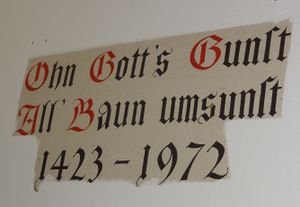 Ohn Gott's Gunſt
All' Baun umsunſt
1423 - 1972